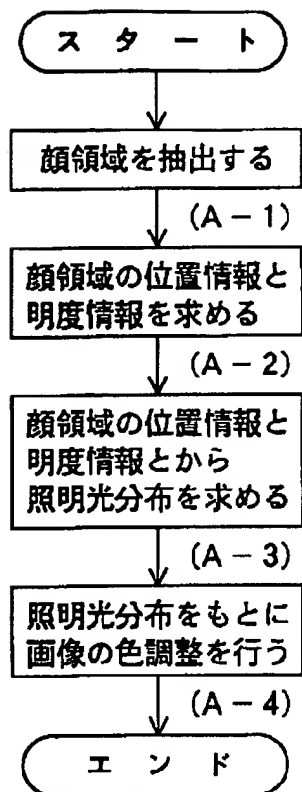 スタート
顔領域を抽出する
(A-1)
顔領域の位置情報と
明度情報を求める
(A-2)
顔領域の位置情報と
明度情報とから
照明光分布を求める
(A-3)
照明光分布をもとに
画像の色調整を行う
(A-4)
エンド